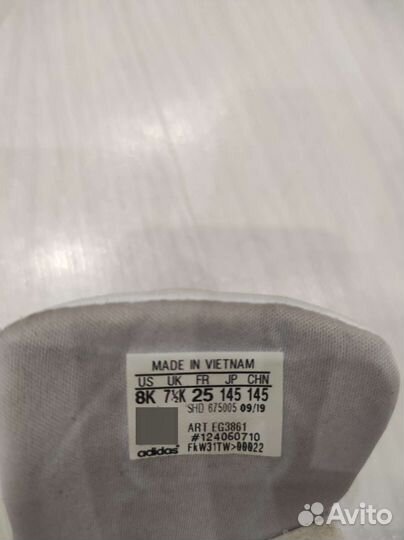 MADE IN VIETNAM
US UK FR JP CHN
8K 7½K 25 145 145
SHD 675005 09/19
ART EG3861
#124060710
FkW31TW>00022
adidas
Avito